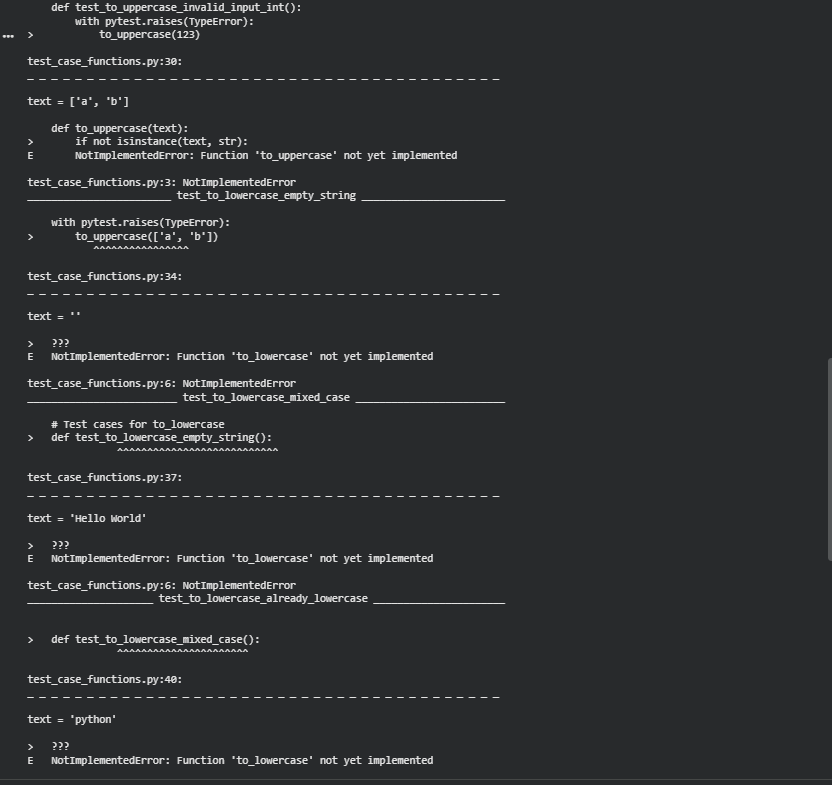 def test_to_uppercase_invalid_input_int():
with pytest.raises(TypeError):
> to_uppercase(123)
test_case_functions.py:30:
_ _ _ _ _ _ _ _ _ _ _ _ _ _ _ _ _ _ _ _ _ _ _ _ _ _ _ _ _ _ _ _ _ _ _ _ _ _ _ _
text = ['a', 'b']
def to_uppercase(text):
> if not isinstance(text, str):
E NotImplementedError: Function 'to_uppercase' not yet implemented
test_case_functions.py:3: NotImplementedError
________________________ test_to_lowercase_empty_string ________________________
with pytest.raises(TypeError):
> to_uppercase(['a', 'b'])
^^^^^^^^^^^^^^^^
test_case_functions.py:34:
_ _ _ _ _ _ _ _ _ _ _ _ _ _ _ _ _ _ _ _ _ _ _ _ _ _ _ _ _ _ _ _ _ _ _ _ _ _ _ _
text = ''
> ???
E NotImplementedError: Function 'to_lowercase' not yet implemented
test_case_functions.py:6: NotImplementedError
_________________________ test_to_lowercase_mixed_case _________________________
# Test cases for to_lowercase
> def test_to_lowercase_empty_string():
^^^^^^^^^^^^^^^^^^^^^^^^^^^
test_case_functions.py:37:
_ _ _ _ _ _ _ _ _ _ _ _ _ _ _ _ _ _ _ _ _ _ _ _ _ _ _ _ _ _ _ _ _ _ _ _ _ _ _ _
text = 'Hello World'
> ???
E NotImplementedError: Function 'to_lowercase' not yet implemented
test_case_functions.py:6: NotImplementedError
_____________________ test_to_lowercase_already_lowercase ______________________
> def test_to_lowercase_mixed_case():
^^^^^^^^^^^^^^^^^^^^^^
test_case_functions.py:40:
_ _ _ _ _ _ _ _ _ _ _ _ _ _ _ _ _ _ _ _ _ _ _ _ _ _ _ _ _ _ _ _ _ _ _ _ _ _ _ _
text = 'python'
> ???
E NotImplementedError: Function 'to_lowercase' not yet implemented